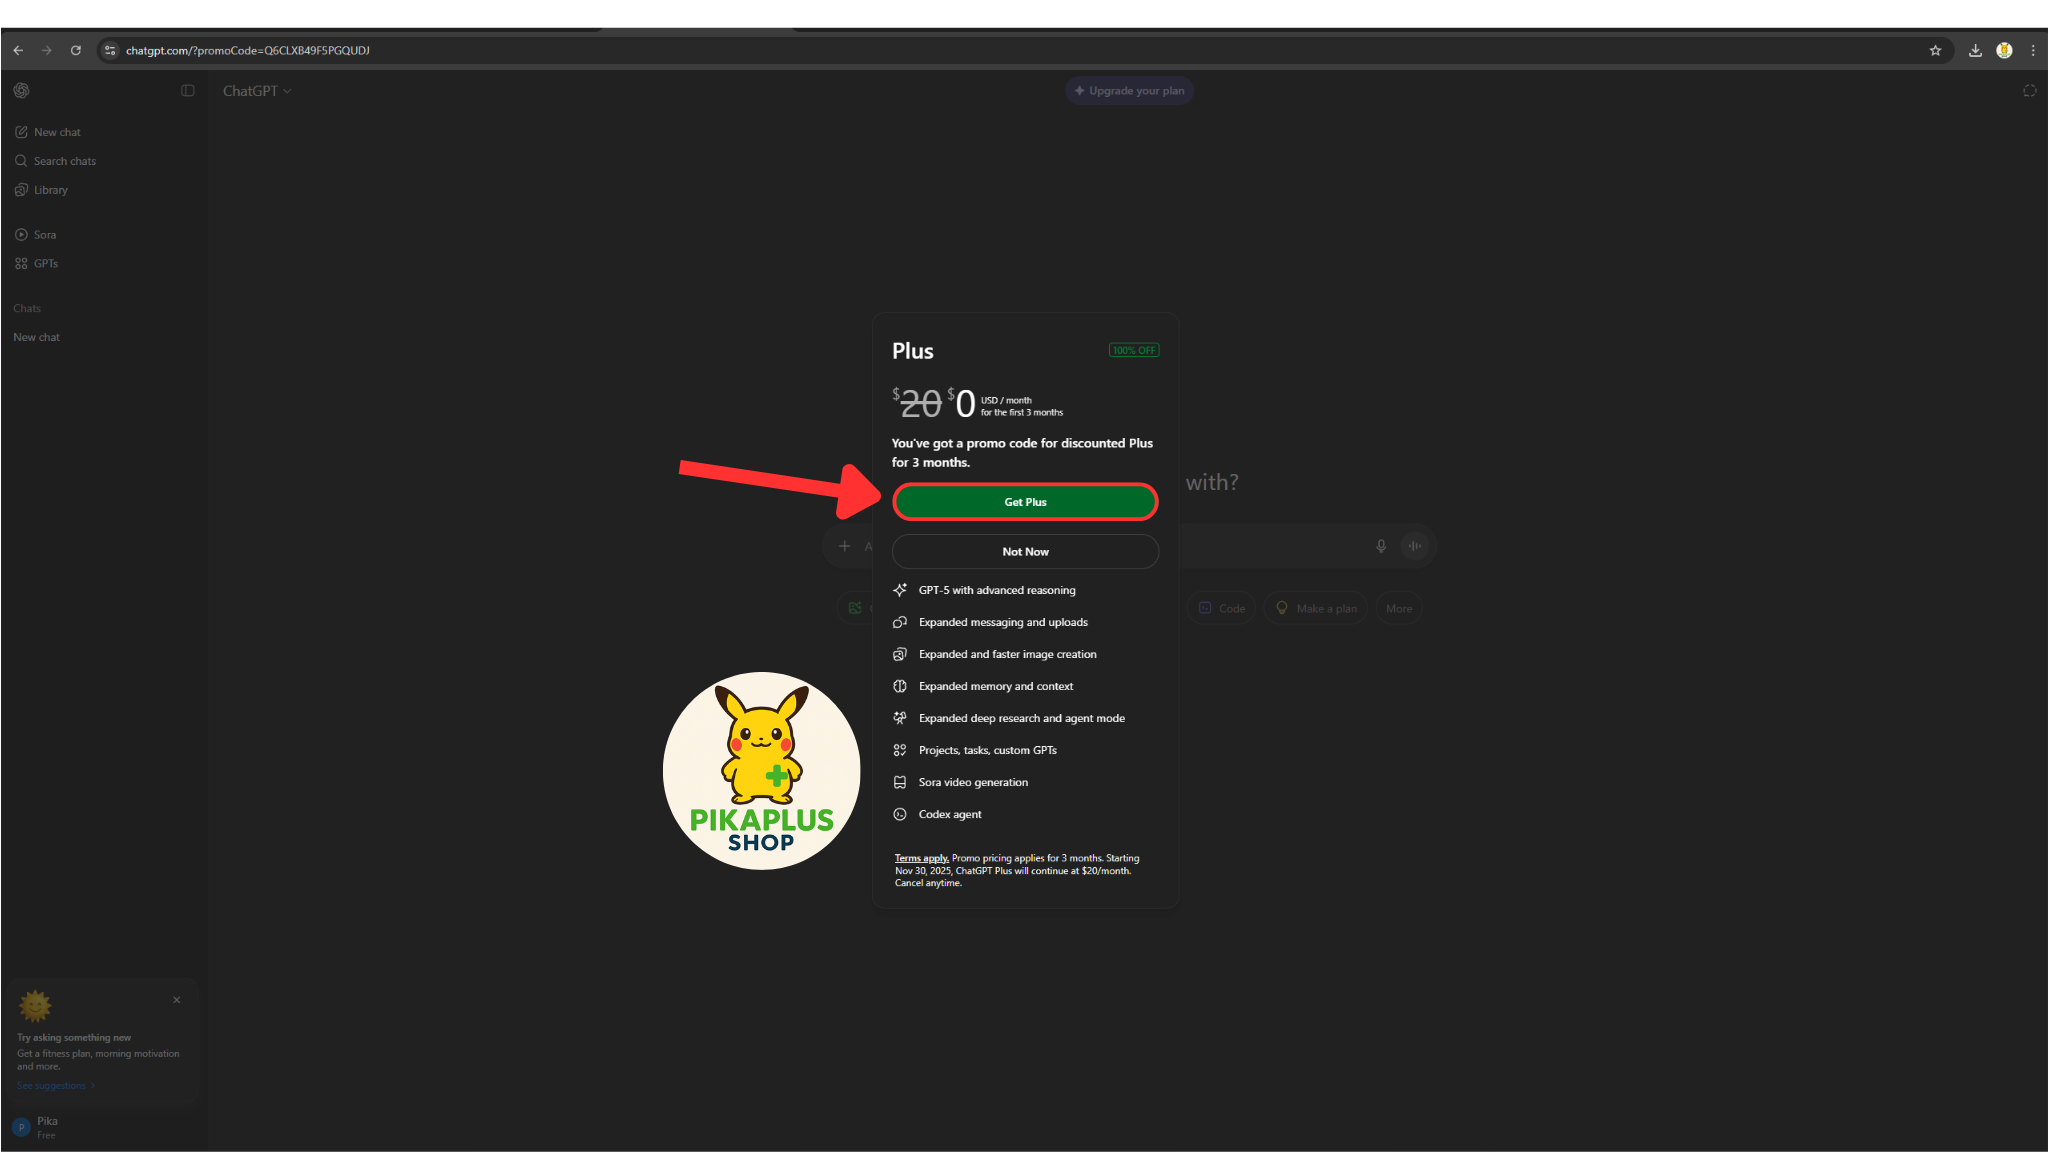 chatgpt.com/?promoCode=Q6CLXB49F5PGQUDJ
ChatGPT
Upgrade your plan
New chat
Search chats
Library
Sora
GPTs
Chats
New chat
Plus
100% OFF
$20 $0 USD / month
for the first 3 months
You've got a promo code for discounted Plus
for 3 months.
Get Plus
with?
Not Now
GPT-5 with advanced reasoning
Code
Make a plan
More
Expanded messaging and uploads
Expanded and faster image creation
Expanded memory and context
Expanded deep research and agent mode
Projects, tasks, custom GPTs
Sora video generation
Codex agent
Terms apply. Promo pricing applies for 3 months. Starting
Nov 30, 2025, ChatGPT Plus will continue at $20/month.
Cancel anytime.
PIKAPLUS
SHOP
Try asking something new
Get a fitness plan, morning motivation
and more.
See suggestions
P
Pika
Free